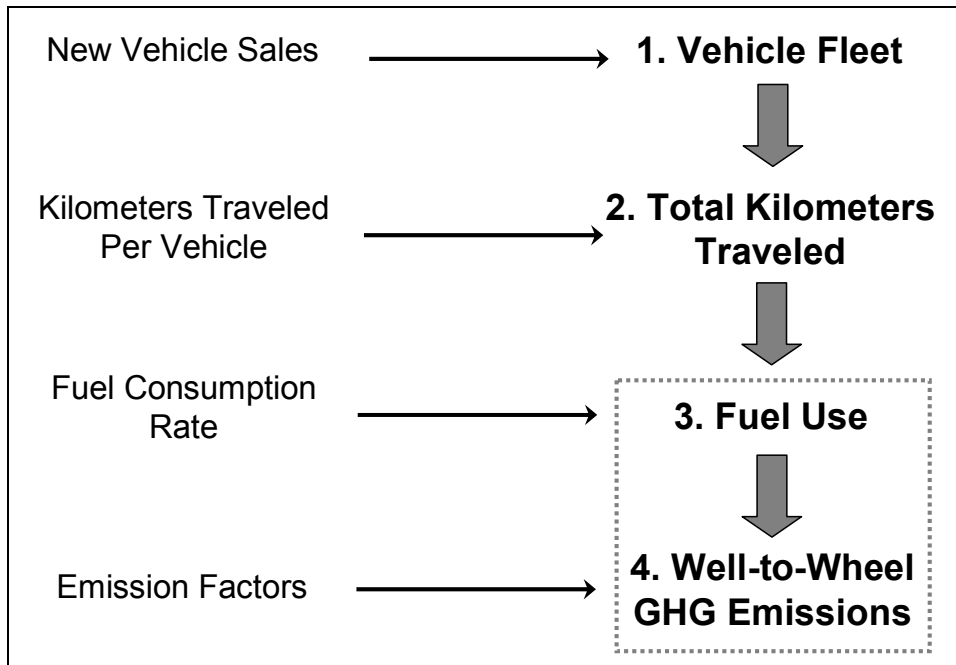 New Vehicle Sales
1. Vehicle Fleet
Kilometers Traveled
Per Vehicle
2. Total Kilometers
Traveled
Fuel Consumption
Rate
3. Fuel Use
Emission Factors
4. Well-to-Wheel
GHG Emissions